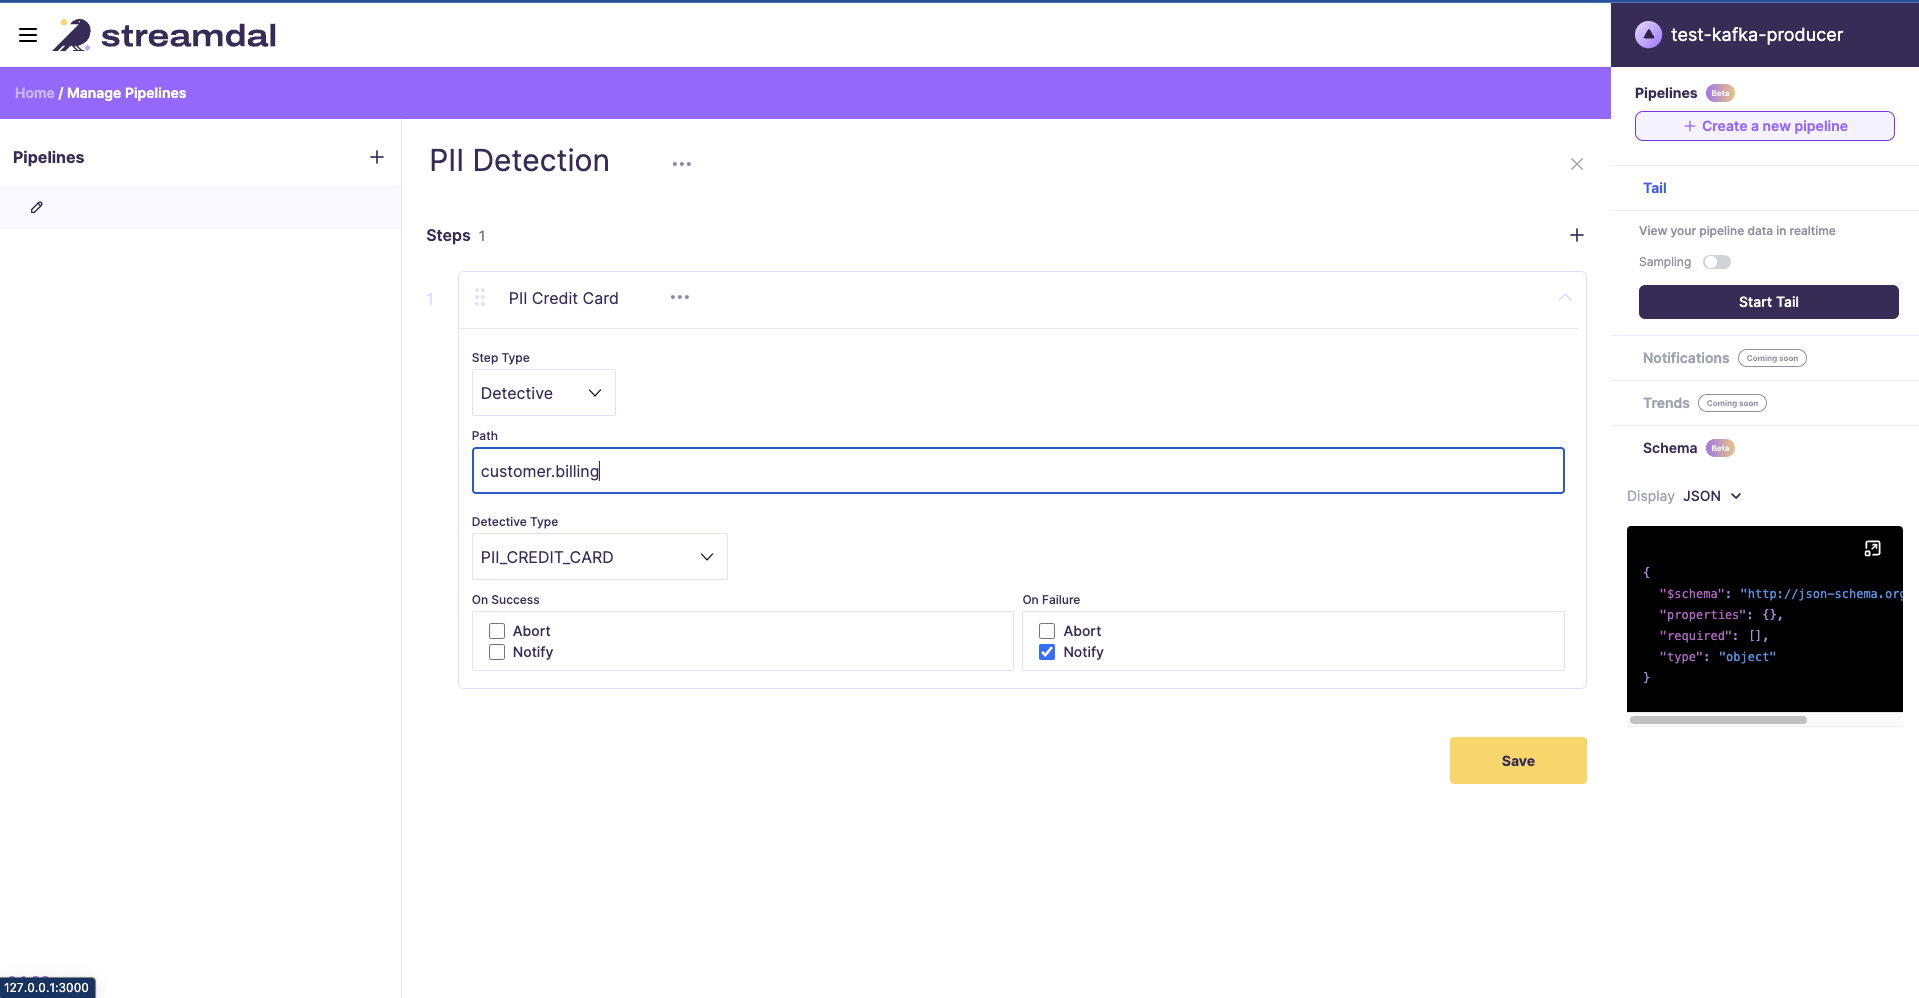 streamdal
test-kafka-producer
Home / Manage Pipelines
Pipelines
PII Detection
Steps 1
1
PII Credit Card
Step Type
Detective
Path
customer.billing
Detective Type
PII_CREDIT_CARD
On Success
Abort
Notify
On Failure
Abort
Notify
Save
Pipelines Beta
+ Create a new pipeline
Tail
View your pipeline data in realtime
Sampling
Start Tail
Notifications Coming soon
Trends Coming soon
Schema Beta
Display JSON
{
"$schema": "http://json-schema.org
"properties": {},
"required": [],
"type": "object"
}
127.0.0.1:3000